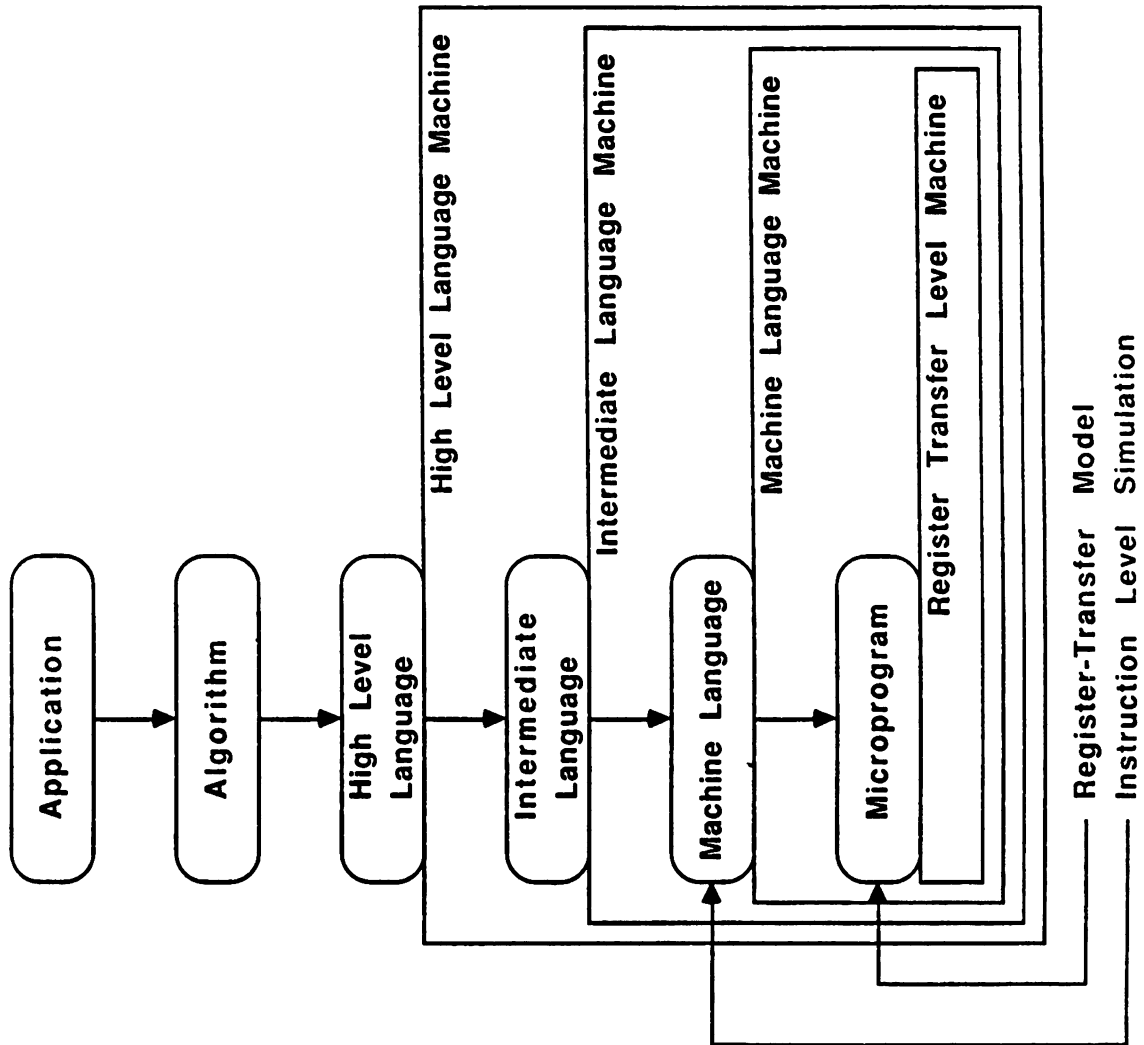 Application
Algorithm
High Level
Language
High Level Language Machine
Intermediate
Language
Intermediate Language Machine
Machine Language
Machine Language Machine
Microprogram
Register Transfer Level Machine
Register-Transfer Model
Instruction Level Simulation